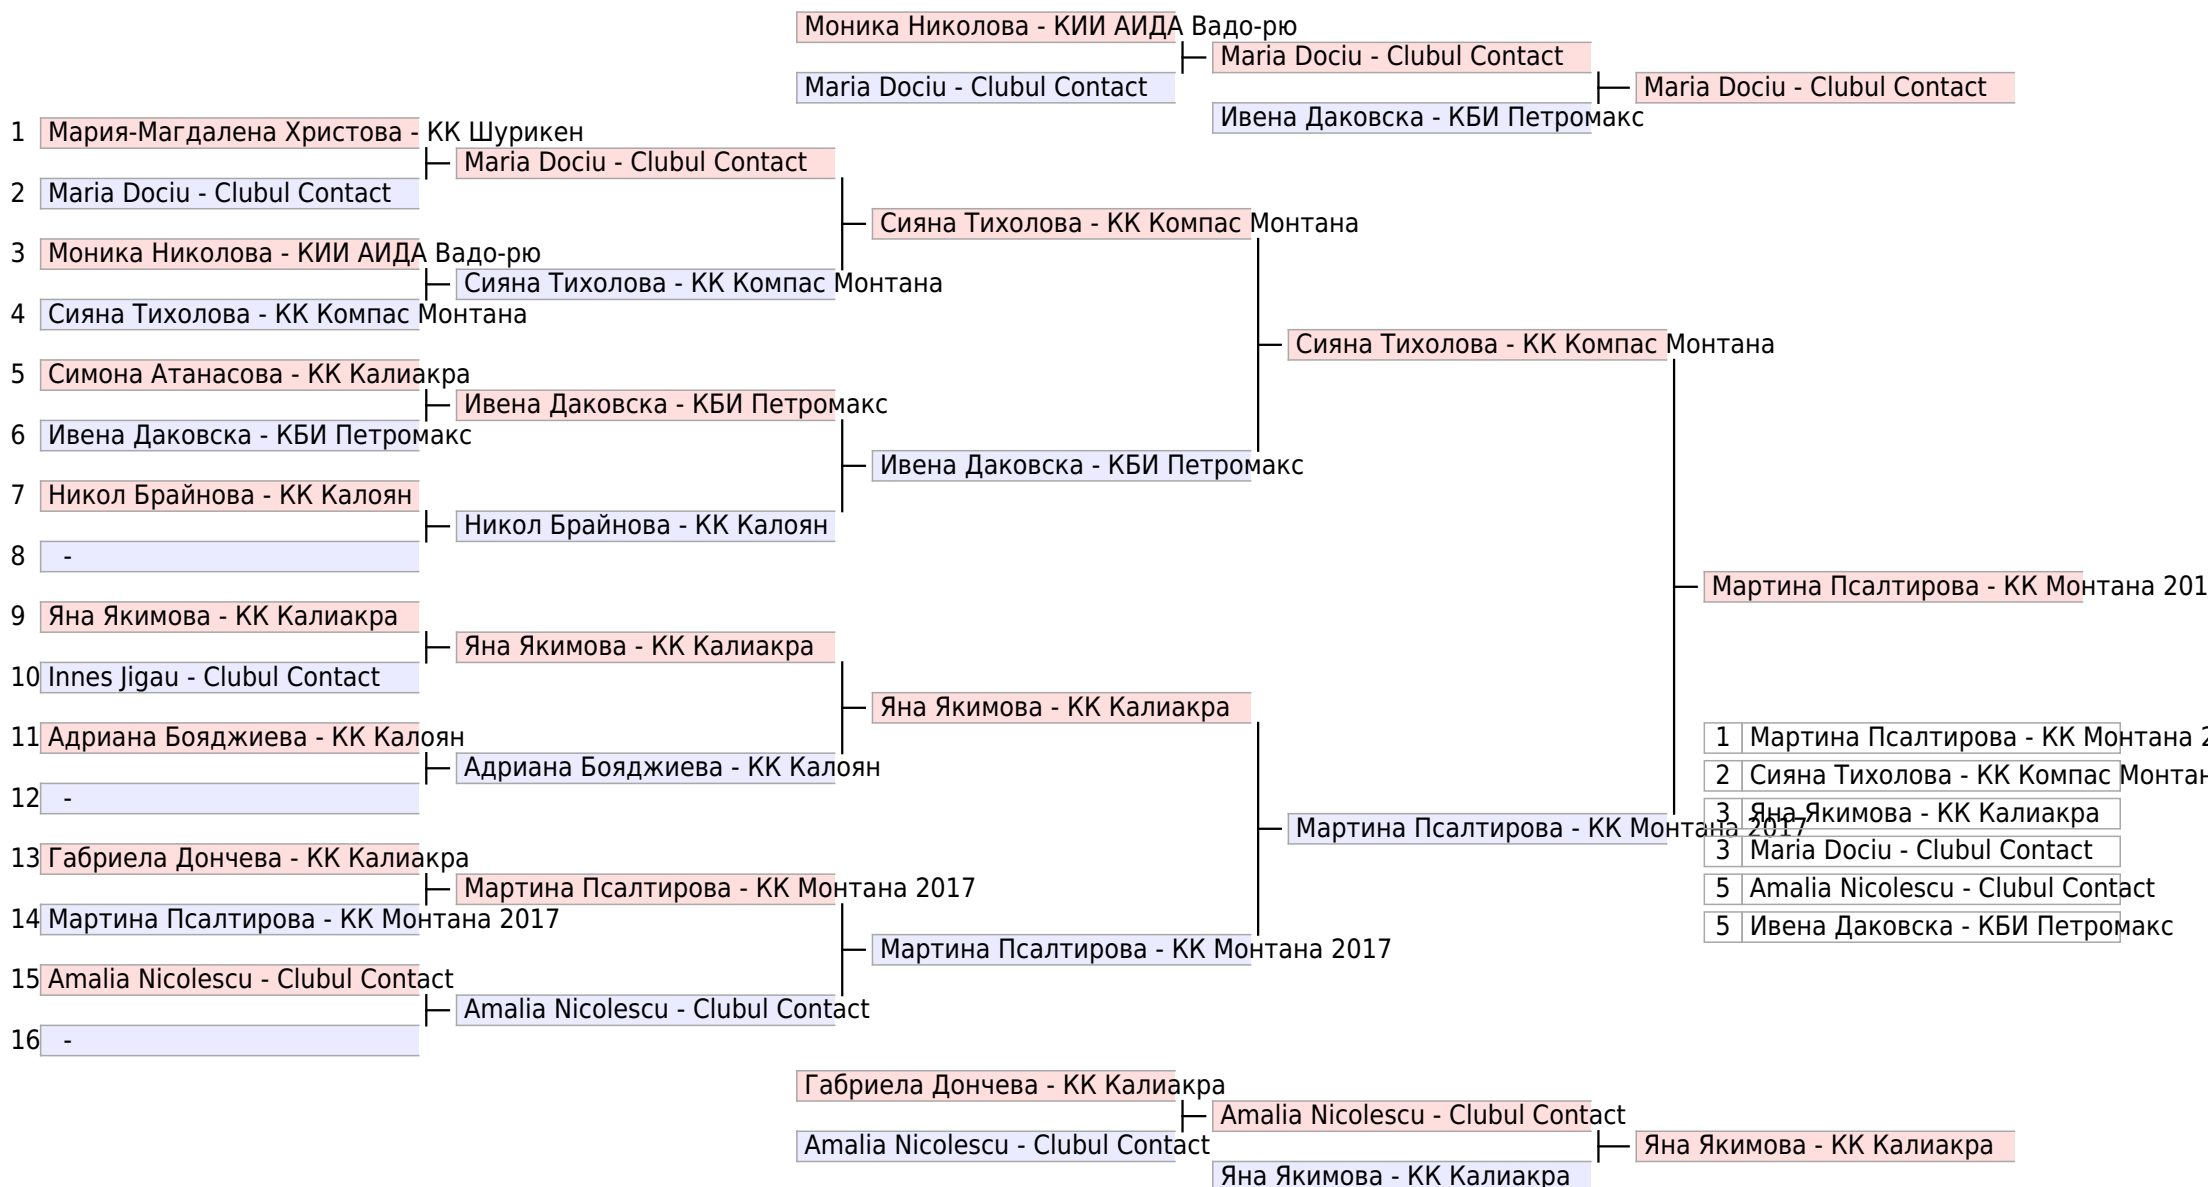 Моника Николова - КИИ АИДА Вадо-рю
Maria Dociu - Clubul Contact
Maria Dociu - Clubul Contact
Maria Dociu - Clubul Contact
Ивена Даковска - КБИ Петромакс
1 Мария-Магдалена Христова - КК Шурикен
Maria Dociu - Clubul Contact
2 Maria Dociu - Clubul Contact
Сияна Тихолова - КК Компас Монтана
3 Моника Николова - КИИ АИДА Вадо-рю
Сияна Тихолова - КК Компас Монтана
4 Сияна Тихолова - КК Компас Монтана
Сияна Тихолова - КК Компас Монтана
5 Симона Атанасова - КК Калиакра
Ивена Даковска - КБИ Петромакс
6 Ивена Даковска - КБИ Петромакс
Ивена Даковска - КБИ Петромакс
7 Никол Брайнова - КК Калоян
Никол Брайнова - КК Калоян
8 -
Мартина Псалтирова - КК Монтана 201
9 Яна Якимова - КК Калиакра
Яна Якимова - КК Калиакра
10 Innes Jigau - Clubul Contact
Яна Якимова - КК Калиакра
11 Адриана Бояджиева - КК Калоян
Адриана Бояджиева - КК Калоян
12 -
Мартина Псалтирова - КК Монтана 2017
13 Габриела Дончева - КК Калиакра
Мартина Псалтирова - КК Монтана 2017
14 Мартина Псалтирова - КК Монтана 2017
Мартина Псалтирова - КК Монтана 2017
15 Amalia Nicolescu - Clubul Contact
Amalia Nicolescu - Clubul Contact
16 -
1 Мартина Псалтирова - КК Монтана 2
2 Сияна Тихолова - КК Компас Монтан
3 Яна Якимова - КК Калиакра
3 Maria Dociu - Clubul Contact
5 Amalia Nicolescu - Clubul Contact
5 Ивена Даковска - КБИ Петромакс
Габриела Дончева - КК Калиакра
Amalia Nicolescu - Clubul Contact
Amalia Nicolescu - Clubul Contact
Яна Якимова - КК Калиакра
Яна Якимова - КК Калиакра